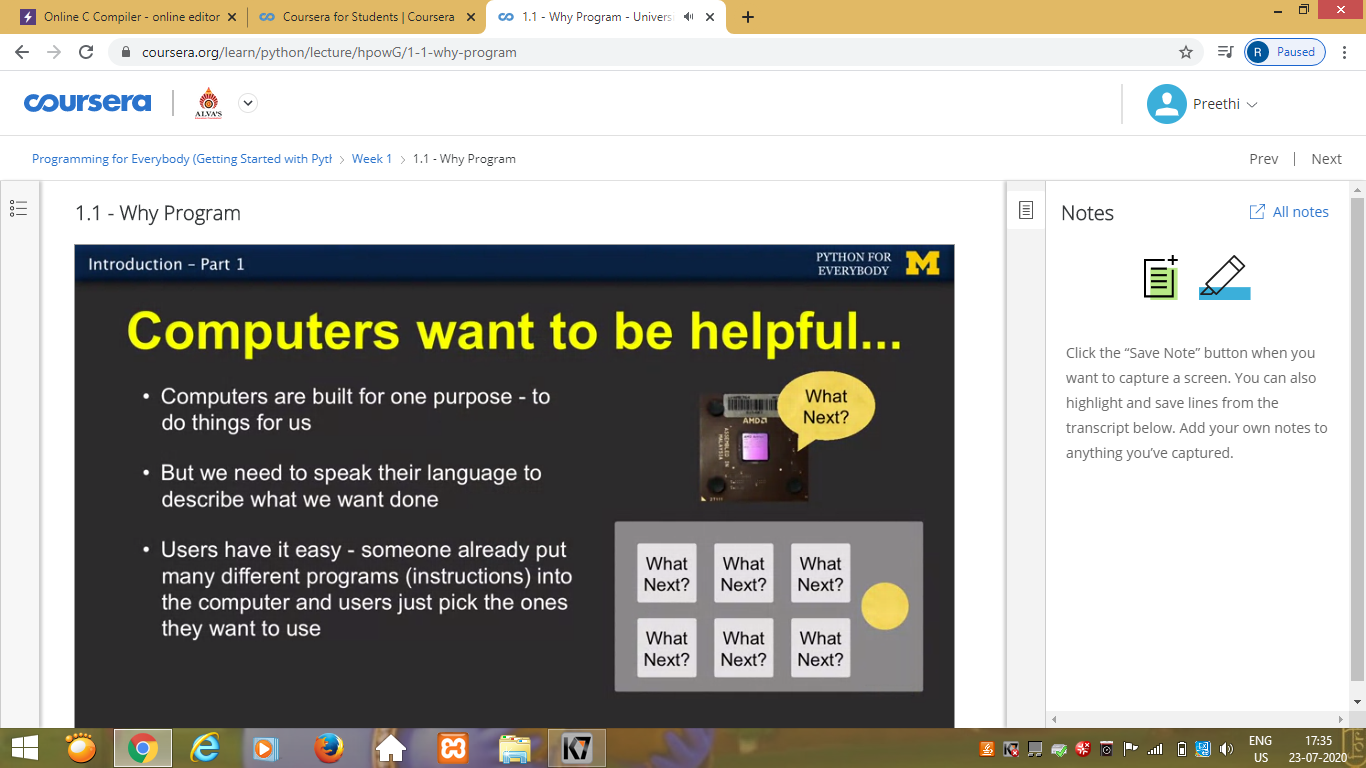 Online C Compiler - online editor
Coursera for Students | Coursera
1.1 - Why Program - Univers
coursera.org/learn/python/lecture/hpowG/1-1-why-program
R Paused
coursera
ALVA'S
Preethi
Programming for Everybody (Getting Started with Pyth
Week 1
1.1 - Why Program
Prev | Next
1.1 - Why Program
Introduction – Part 1
PYTHON FOR
EVERYBODY
M
Computers want to be helpful...
• Computers are built for one purpose - to
do things for us
• But we need to speak their language to
describe what we want done
• Users have it easy - someone already put
many different programs (instructions) into
the computer and users just pick the ones
they want to use
What
Next?
AMD
What
Next?
What
Next?
What
Next?
What
Next?
What
Next?
What
Next?
Notes
All notes
Click the “Save Note” button when you
want to capture a screen. You can also
highlight and save lines from the
transcript below. Add your own notes to
anything you’ve captured.
K7
ENG
US
17:35
23-07-2020